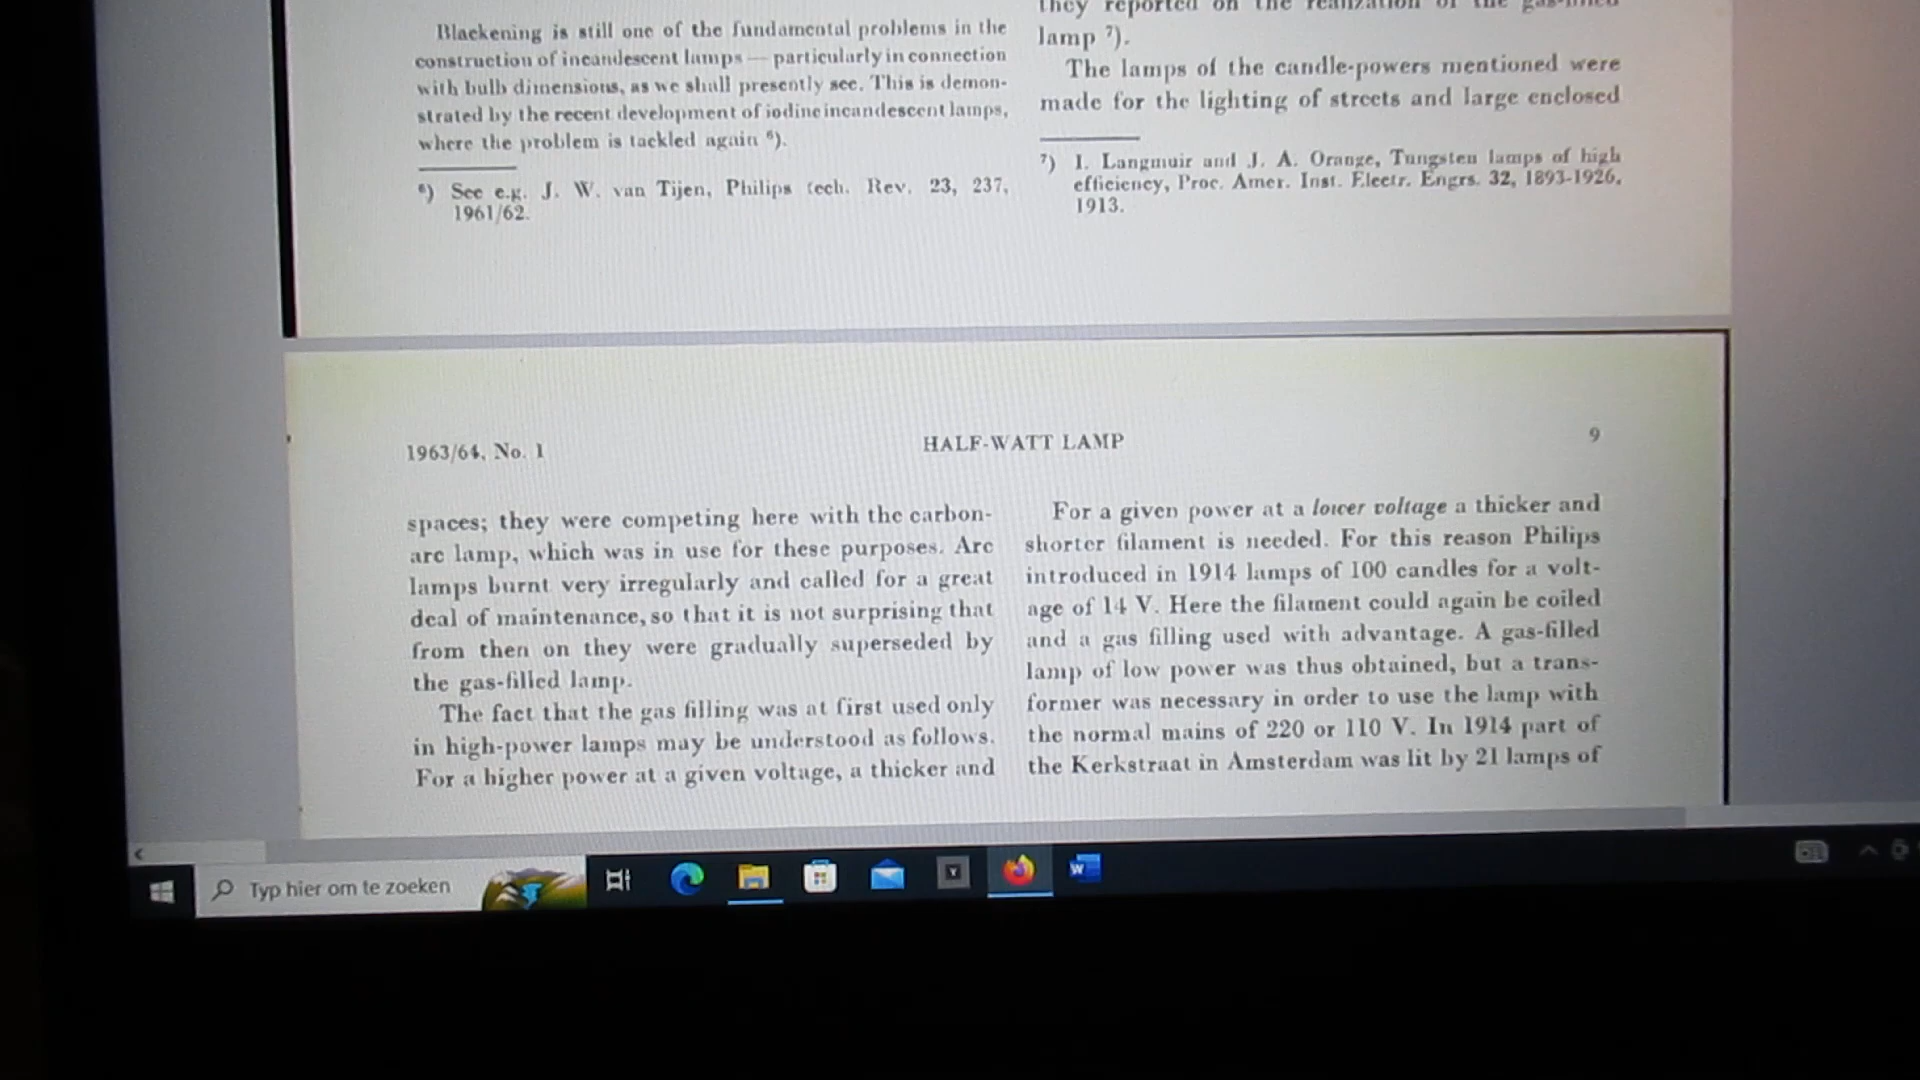 Blackening is still one of the fundamental problems in the
construction of incandescent lamps — particularly in connection
with bulb dimensions, as we shall presently see. This is demon-
strated by the recent development of iodine incandescent lamps,
where the problem is tackled again ⁶).
⁶) See e.g. J. W. van Tijen, Philips tech. Rev. 23, 237,
1961/62.
they reported on the realization of the gas-filled
lamp ⁷).
The lamps of the candle-powers mentioned were
made for the lighting of streets and large enclosed
⁷) I. Langmuir and J. A. Orange, Tungsten lamps of high
efficiency, Proc. Amer. Inst. Electr. Engrs. 32, 1893-1926,
1913.
1963/64, No. 1
HALF-WATT LAMP
9
spaces; they were competing here with the carbon-
arc lamp, which was in use for these purposes. Arc
lamps burnt very irregularly and called for a great
deal of maintenance, so that it is not surprising that
from then on they were gradually superseded by
the gas-filled lamp.
The fact that the gas filling was at first used only
in high-power lamps may be understood as follows.
For a higher power at a given voltage, a thicker and
For a given power at a lower voltage a thicker and
shorter filament is needed. For this reason Philips
introduced in 1914 lamps of 100 candles for a volt-
age of 14 V. Here the filament could again be coiled
and a gas filling used with advantage. A gas-filled
lamp of low power was thus obtained, but a trans-
former was necessary in order to use the lamp with
the normal mains of 220 or 110 V. In 1914 part of
the Kerkstraat in Amsterdam was lit by 21 lamps of
Typ hier om te zoeken